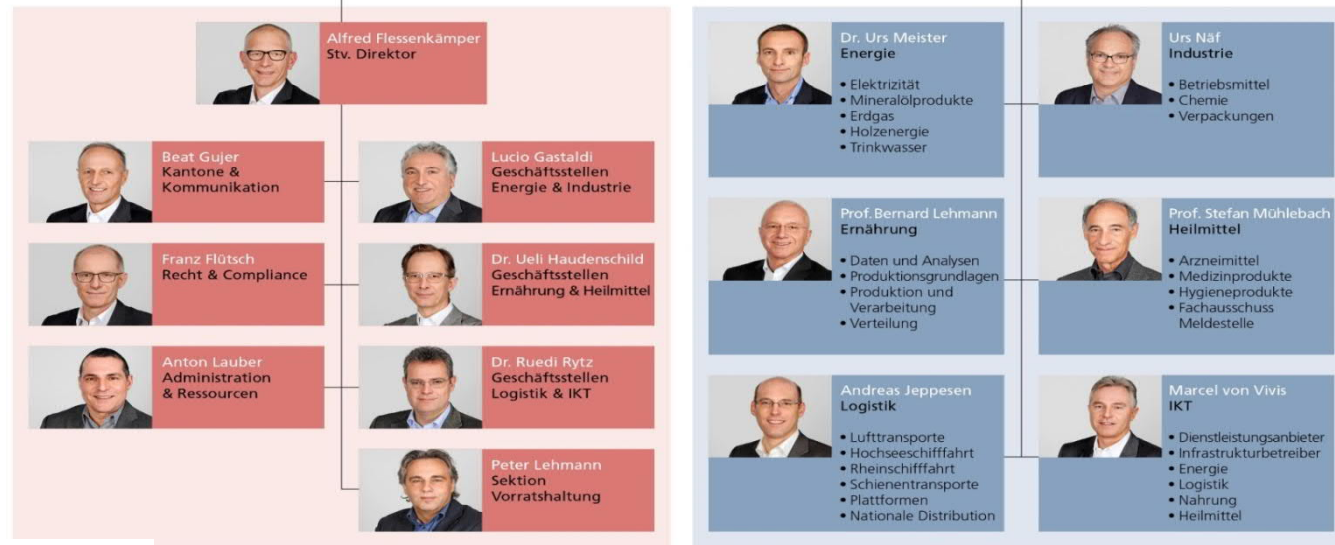 Alfred Flessenkämper
Stv. Direktor
Beat Gujer
Kantone &
Kommunikation
Lucio Gastaldi
Geschäftsstellen
Energie & Industrie
Franz Flütsch
Recht & Compliance
Dr. Ueli Haudenschild
Geschäftsstellen
Ernährung & Heilmittel
Anton Lauber
Administration
& Ressourcen
Dr. Ruedi Rytz
Geschäftsstellen
Logistik & IKT
Peter Lehmann
Sektion
Vorratshaltung
Dr. Urs Meister
Energie
• Elektrizität
• Mineralölprodukte
• Erdgas
• Holzenergie
• Trinkwasser
Urs Näf
Industrie
• Betriebsmittel
• Chemie
• Verpackungen
Prof. Bernard Lehmann
Ernährung
• Daten und Analysen
• Produktionsgrundlagen
• Produktion und
Verarbeitung
• Verteilung
Prof. Stefan Mühlebach
Heilmittel
• Arzneimittel
• Medizinprodukte
• Hygieneprodukte
• Fachausschuss
Meldestelle
Andreas Jeppesen
Logistik
• Lufttransporte
• Hochseeschifffahrt
• Rheinschifffahrt
• Schienentransporte
• Plattformen
• Nationale Distribution
Marcel von Vivis
IKT
• Dienstleistungsanbieter
• Infrastrukturbetreiber
• Energie
• Logistik
• Nahrung
• Heilmittel